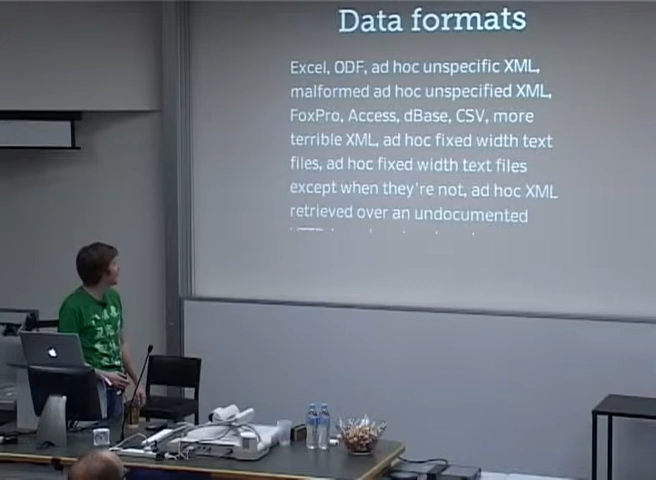 Data formats
Excel, ODF, ad hoc unspecific XML,
malformed ad hoc unspecified XML,
FoxPro, Access, dBase, CSV, more
terrible XML, ad hoc fixed width text
files, ad hoc fixed width text files
except when they're not, ad hoc XML
retrieved over an undocumented